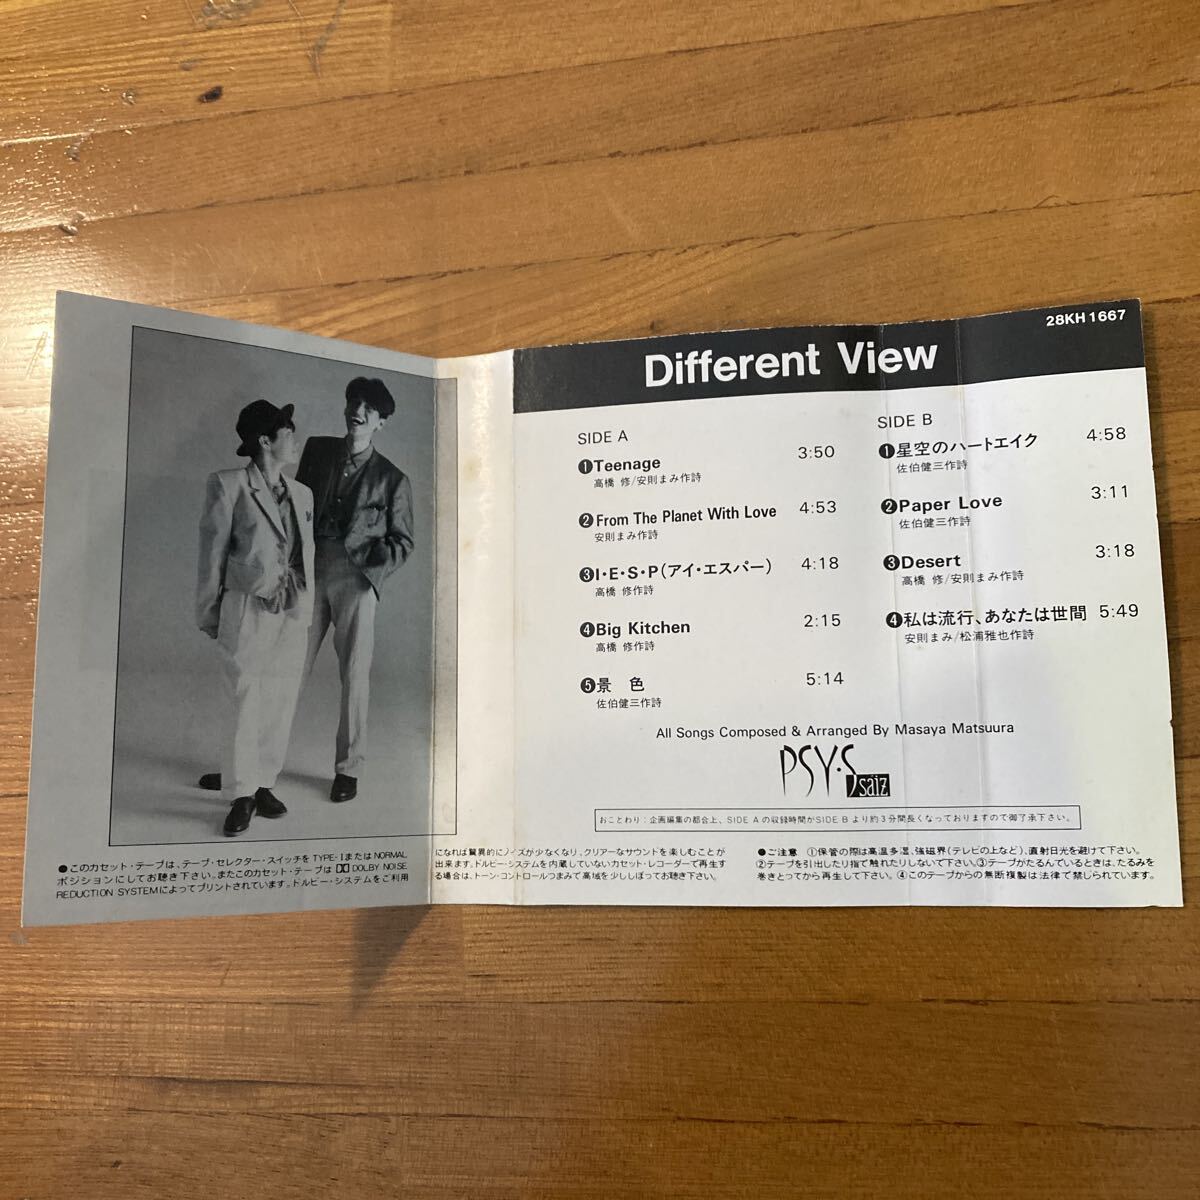 28KH1667
Different View
SIDE A
❶Teenage 3:50
高橋 修/安則まみ作詩
❷From The Planet With Love 4:53
安則まみ作詩
❸I・E・S・P(アイ・エスパー) 4:18
高橋 修作詩
❹Big Kitchen 2:15
高橋 修作詩
❺景 色 5:14
佐伯健三作詩
SIDE B
❶星空のハートエイク 4:58
佐伯健三作詩
❷Paper Love 3:11
佐伯健三作詩
❸Desert 3:18
高橋 修/安則まみ作詩
❹私は流行、あなたは世間 5:49
安則まみ/松浦雅也作詩
All Songs Composed & Arranged By Masaya Matsuura
PSY・S
saiz
おことわり:企画編集の都合上、SIDE Aの収録時間がSIDE Bより約3分間長くなっておりますので御了承下さい。
●このカセット・テープは、テープ・セレクター・スイッチをTYPE-IまたはNORMAL
ポジションにしてお聴き下さい。またこのカセット・テープは DOLBY NOISE
REDUCTION SYSTEMによってプリントされています。ドルビー・システムをご利用
になれば驚異的にノイズが少なくなり、クリアーなサウンドを楽しむことが
出来ます。ドルビー・システムを内蔵していないカセット・レコーダーで再生す
る場合は、トーン・コントロールつまみで高域を少ししぼってお聴き下さい。
●ご注意 ①保管の際は高温多湿、強磁界(テレビの上など)、直射日光を避けて下さい。
②テープを引出したり指で触れたりしないで下さい。③テープがたるんでいるときは、たるみを
巻きとってから再生して下さい。④このテープからの無断複製は法律で禁じられています。